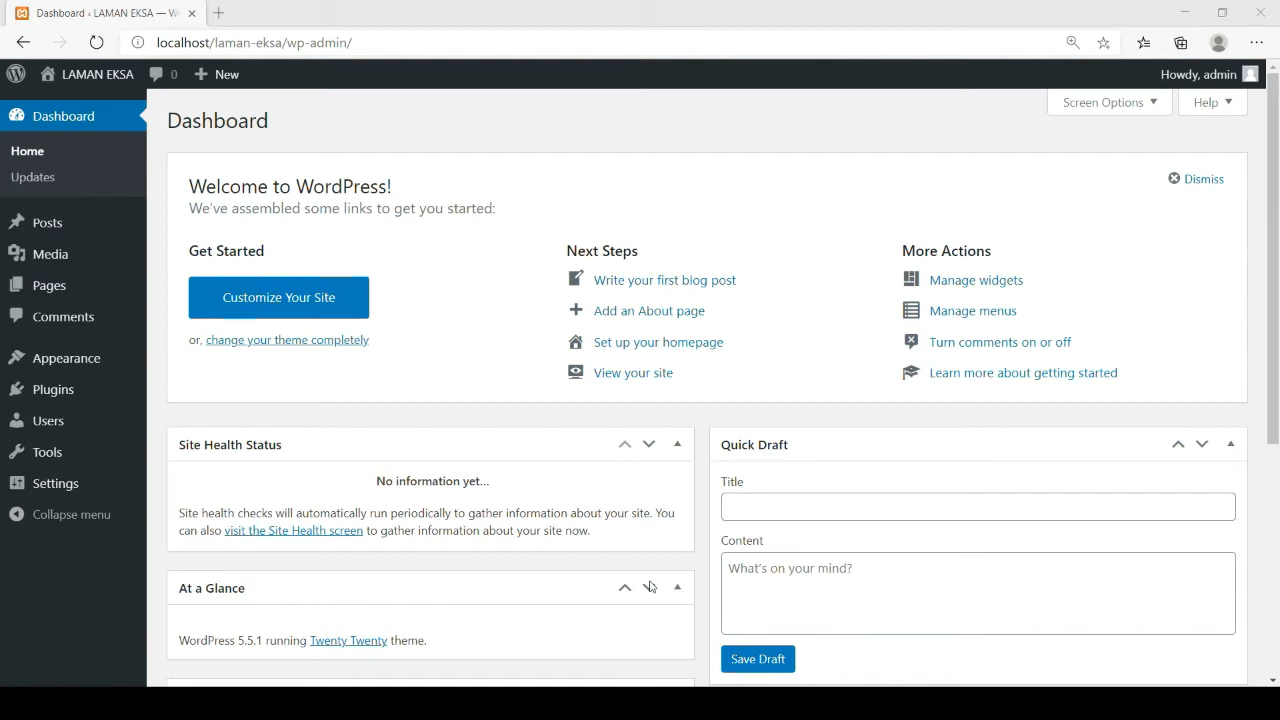 Dashboard ‹ LAMAN EKSA — W
localhost/laman-eksa/wp-admin/
LAMAN EKSA 0 New Howdy, admin
Dashboard
Home
Updates
Posts
Media
Pages
Comments
Appearance
Plugins
Users
Tools
Settings
Collapse menu
Screen Options Help
Dashboard
Welcome to WordPress!
We've assembled some links to get you started:
Dismiss
Get Started
Customize Your Site
or, change your theme completely
Next Steps
Write your first blog post
Add an About page
Set up your homepage
View your site
More Actions
Manage widgets
Manage menus
Turn comments on or off
Learn more about getting started
Site Health Status
No information yet...
Site health checks will automatically run periodically to gather information about your site. You
can also visit the Site Health screen to gather information about your site now.
At a Glance
WordPress 5.5.1 running Twenty Twenty theme.
Quick Draft
Title
Content
What's on your mind?
Save Draft